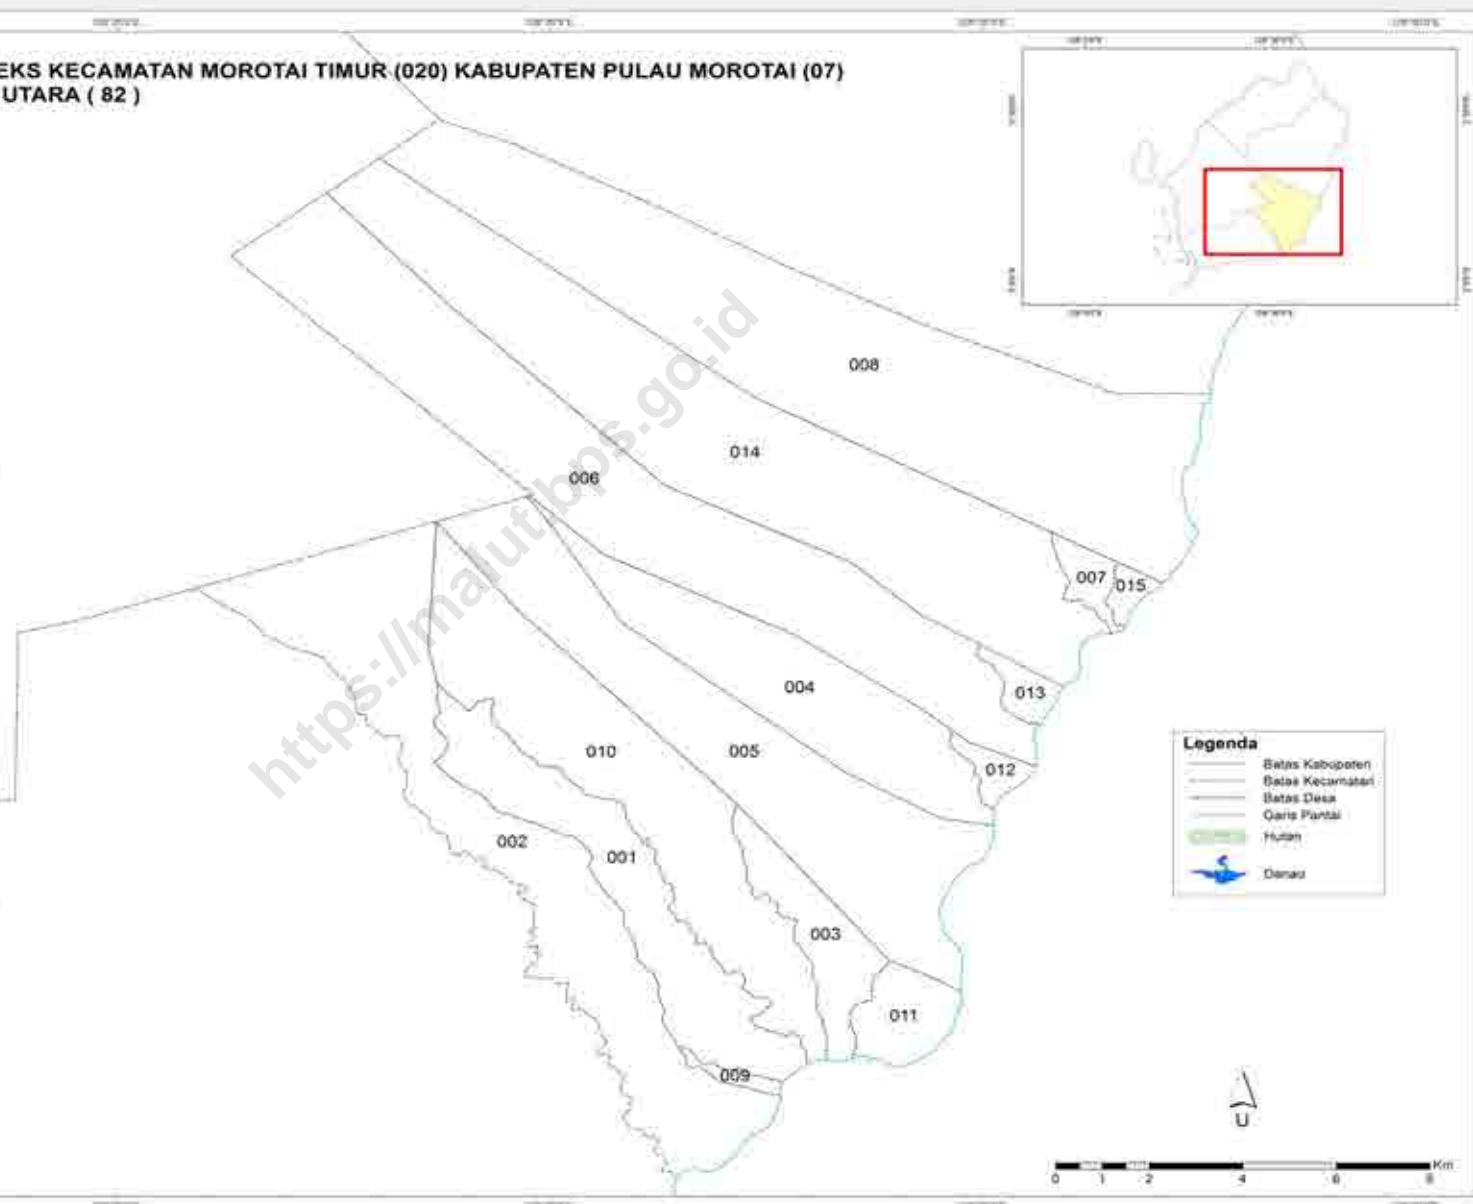 EKS KECAMATAN MOROTAI TIMUR (020) KABUPATEN PULAU MOROTAI (07)
UTARA ( 82 )
008
014
006
007
015
013
004
010
005
012
002
001
003
011
009
https://malut.bps.go.id
Legenda
Batas Kabupaten
Batas Kecamatan
Batas Desa
Garis Pantai
Hutan
Danau
U
Km
0 1 2 4 6 8